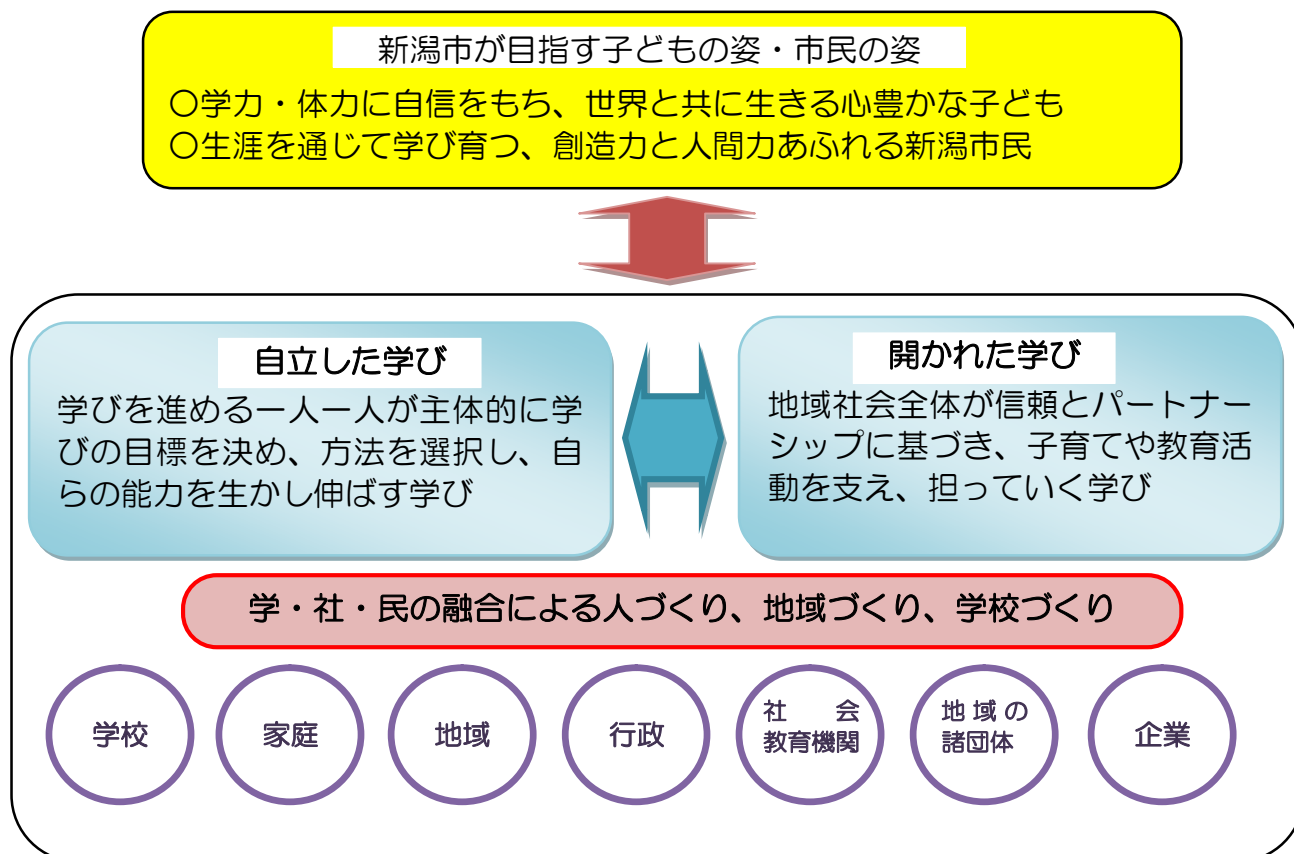 新潟市が目指す子どもの姿・市民の姿
〇学力・体力に自信をもち、世界と共に生きる心豊かな子ども
〇生涯を通じて学び育つ、創造力と人間力あふれる新潟市民
自立した学び
学びを進める一人一人が主体的に学
びの目標を決め、方法を選択し、自
らの能力を生かし伸ばす学び
開かれた学び
地域社会全体が信頼とパートナー
シップに基づき、子育てや教育活
動を支え、担っていく学び
学・社・民の融合による人づくり、地域づくり、学校づくり
学校
家庭
地域
行政
社　会
教育機関
地域の
諸団体
企業